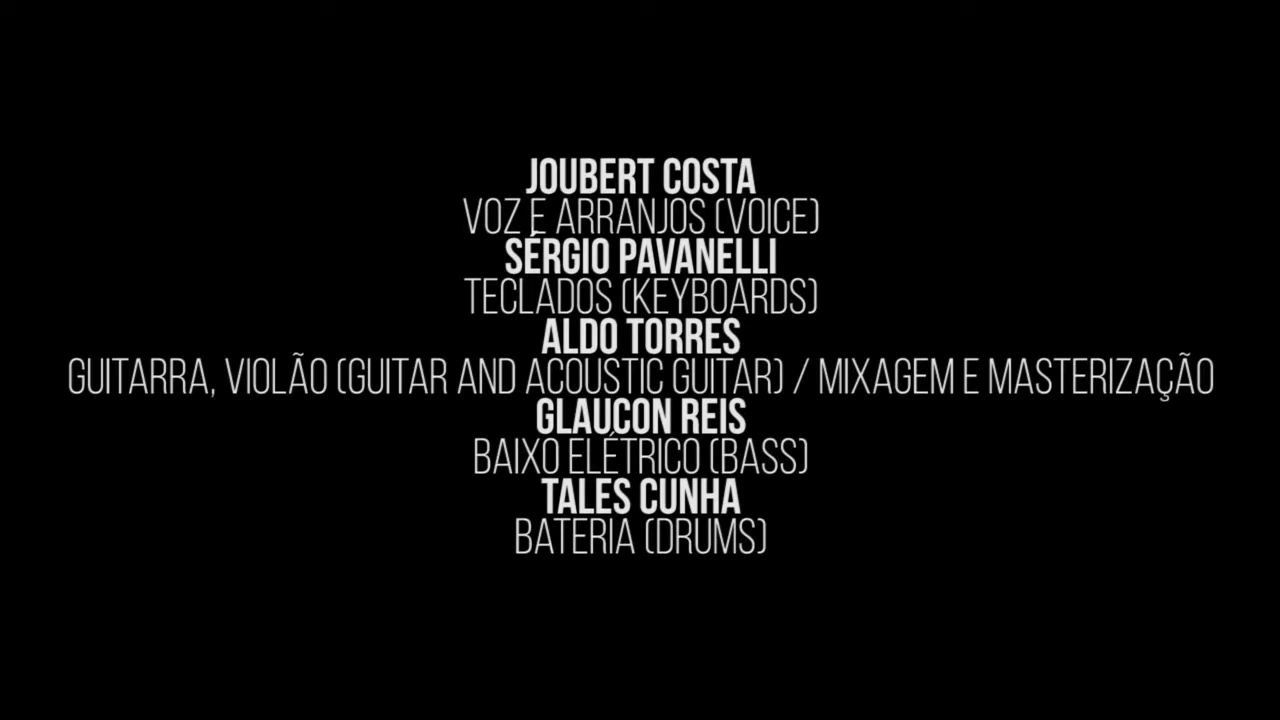 JOUBERT COSTA
VOZ E ARRANJOS (VOICE)
SÉRGIO PAVANELLI
TECLADOS (KEYBOARDS)
ALDO TORRES
GUITARRA, VIOLÃO (GUITAR AND ACOUSTIC GUITAR) / MIXAGEM E MASTERIZAÇÃO
GLAUCON REIS
BAIXO ELÉTRICO (BASS)
TALES CUNHA
BATERIA (DRUMS)